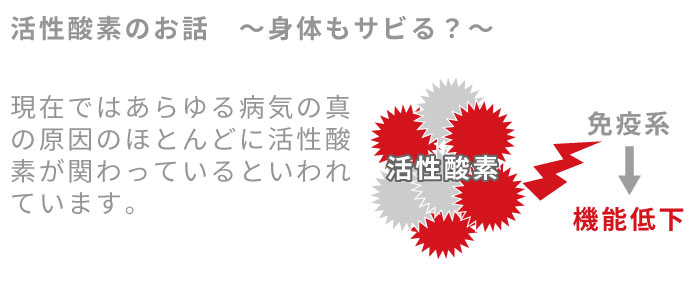 活性酸素のお話　～身体もサビる？～
現在ではあらゆる病気の真
の原因のほとんどに活性酸
素が関わっているといわれ
ています。
活性酸素
免疫系
機能低下